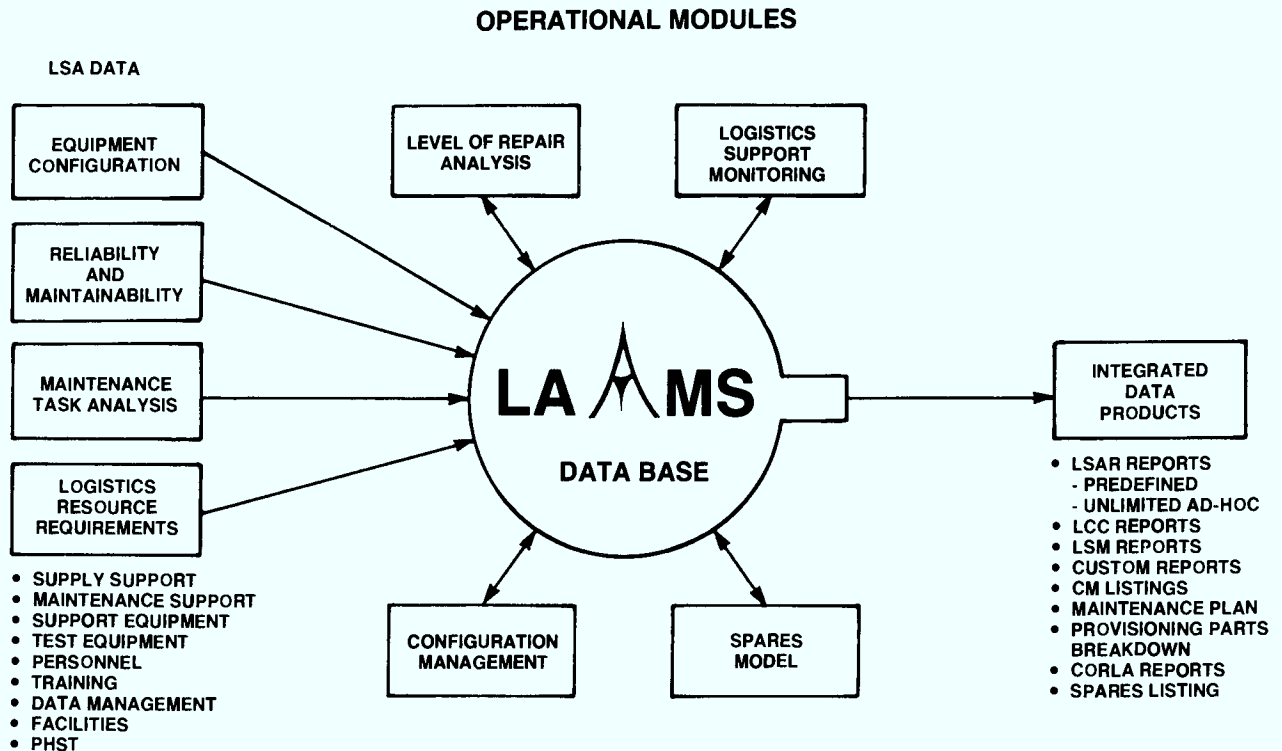 OPERATIONAL MODULES
LSA DATA
EQUIPMENT
CONFIGURATION
RELIABILITY
AND
MAINTAINABILITY
MAINTENANCE
TASK ANALYSIS
LOGISTICS
RESOURCE
REQUIREMENTS
• SUPPLY SUPPORT
• MAINTENANCE SUPPORT
• SUPPORT EQUIPMENT
• TEST EQUIPMENT
• PERSONNEL
• TRAINING
• DATA MANAGEMENT
• FACILITIES
• PHST
LEVEL OF REPAIR
ANALYSIS
LOGISTICS
SUPPORT
MONITORING
LA MS
DATA BASE
CONFIGURATION
MANAGEMENT
SPARES
MODEL
INTEGRATED
DATA
PRODUCTS
• LSAR REPORTS
- PREDEFINED
- UNLIMITED AD-HOC
• LCC REPORTS
• LSM REPORTS
• CUSTOM REPORTS
• CM LISTINGS
• MAINTENANCE PLAN
• PROVISIONING PARTS
BREAKDOWN
• CORLA REPORTS
• SPARES LISTING